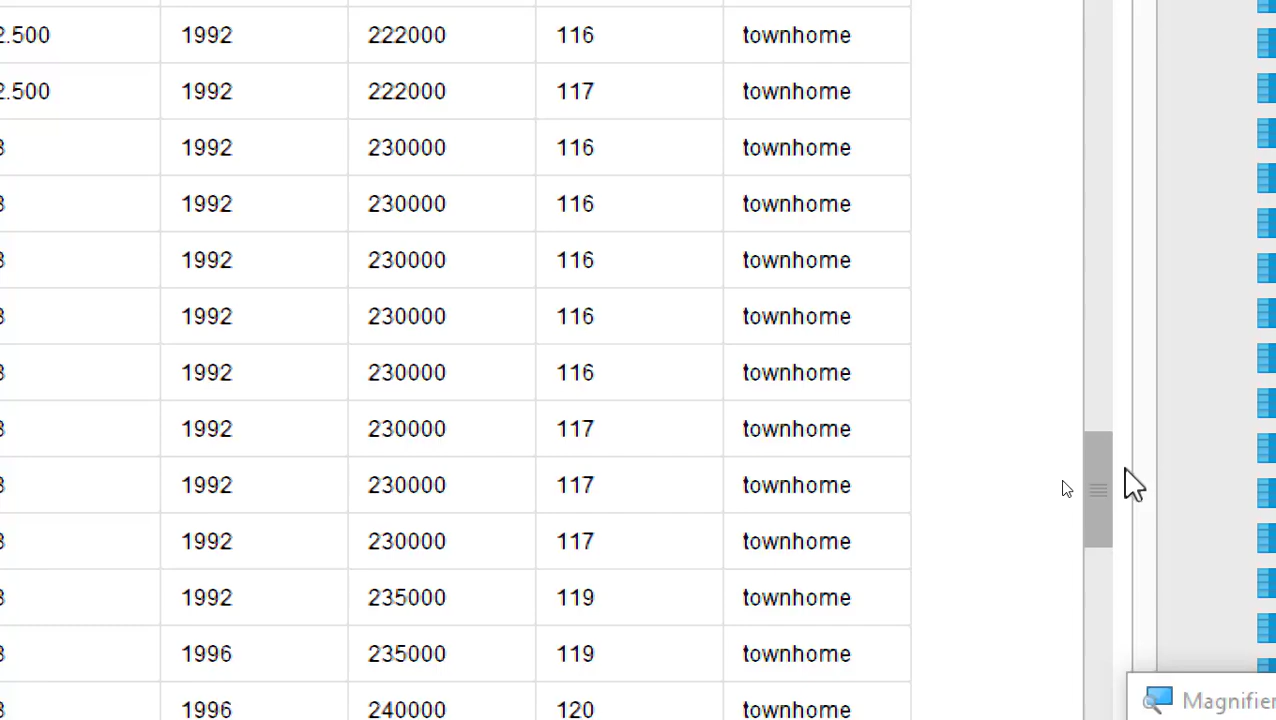 2.500 1992 222000 116 townhome
2.500 1992 222000 117 townhome
1992 230000 116 townhome
1992 230000 116 townhome
1992 230000 116 townhome
1992 230000 116 townhome
1992 230000 116 townhome
1992 230000 117 townhome
1992 230000 117 townhome
1992 230000 117 townhome
1992 235000 119 townhome
1996 235000 119 townhome
1996 240000 120 townhome
Magnifier